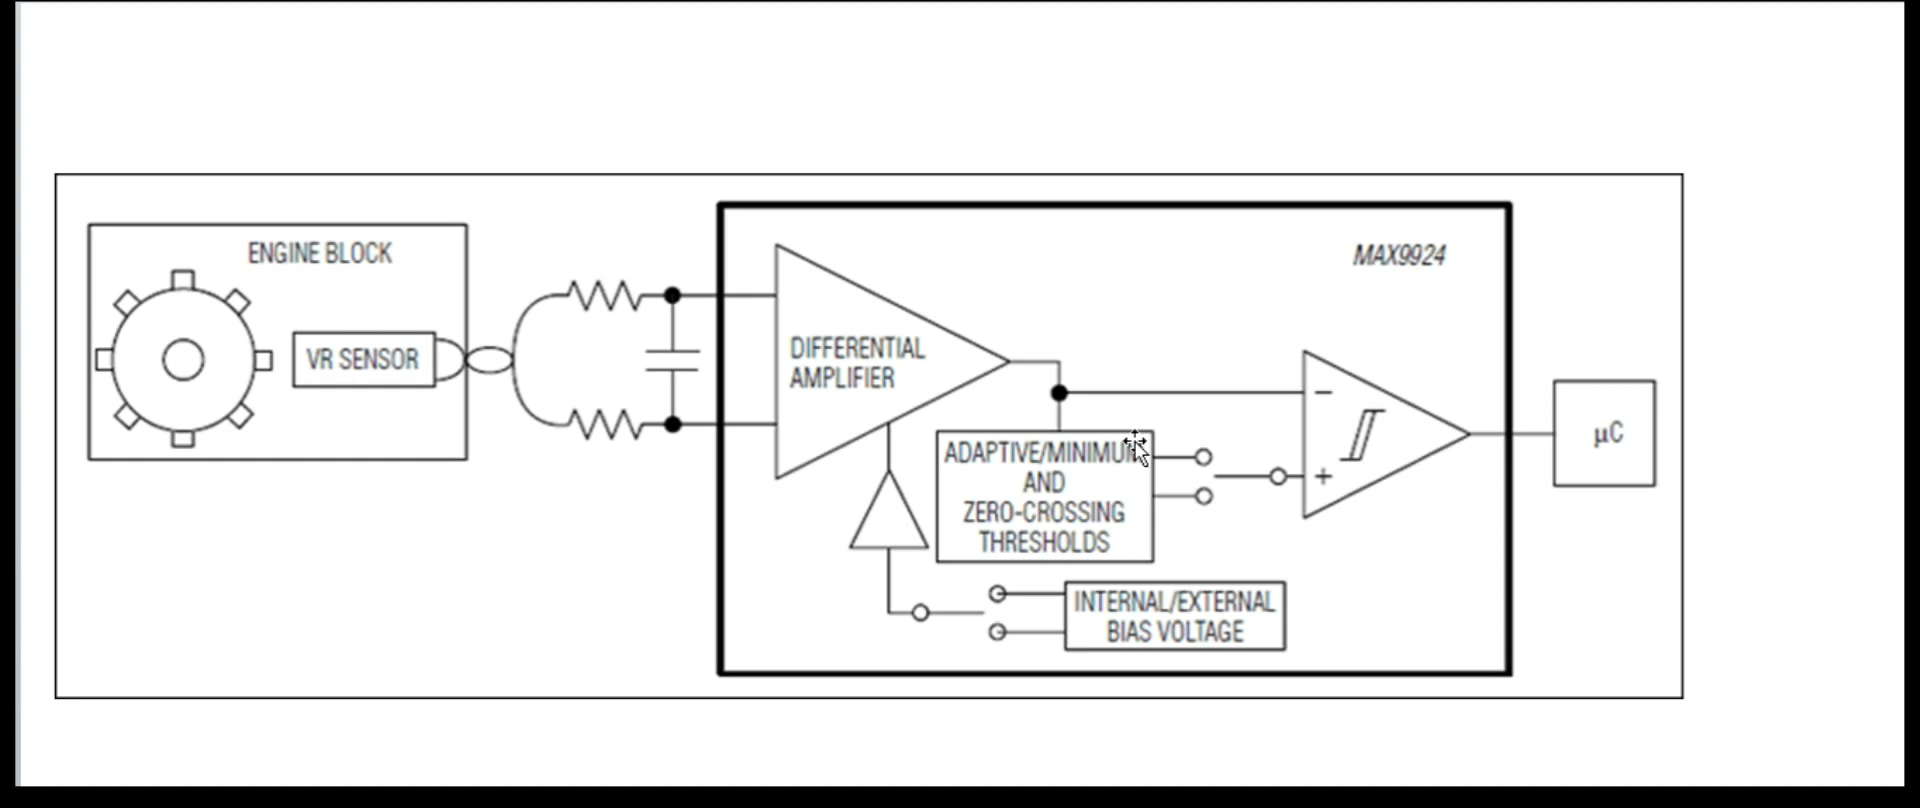 ENGINE BLOCK
VR SENSOR
DIFFERENTIAL
AMPLIFIER
MAX9924
ADAPTIVE/MINIMUM
AND
ZERO-CROSSING
THRESHOLDS
INTERNAL/EXTERNAL
BIAS VOLTAGE
−
+
μC